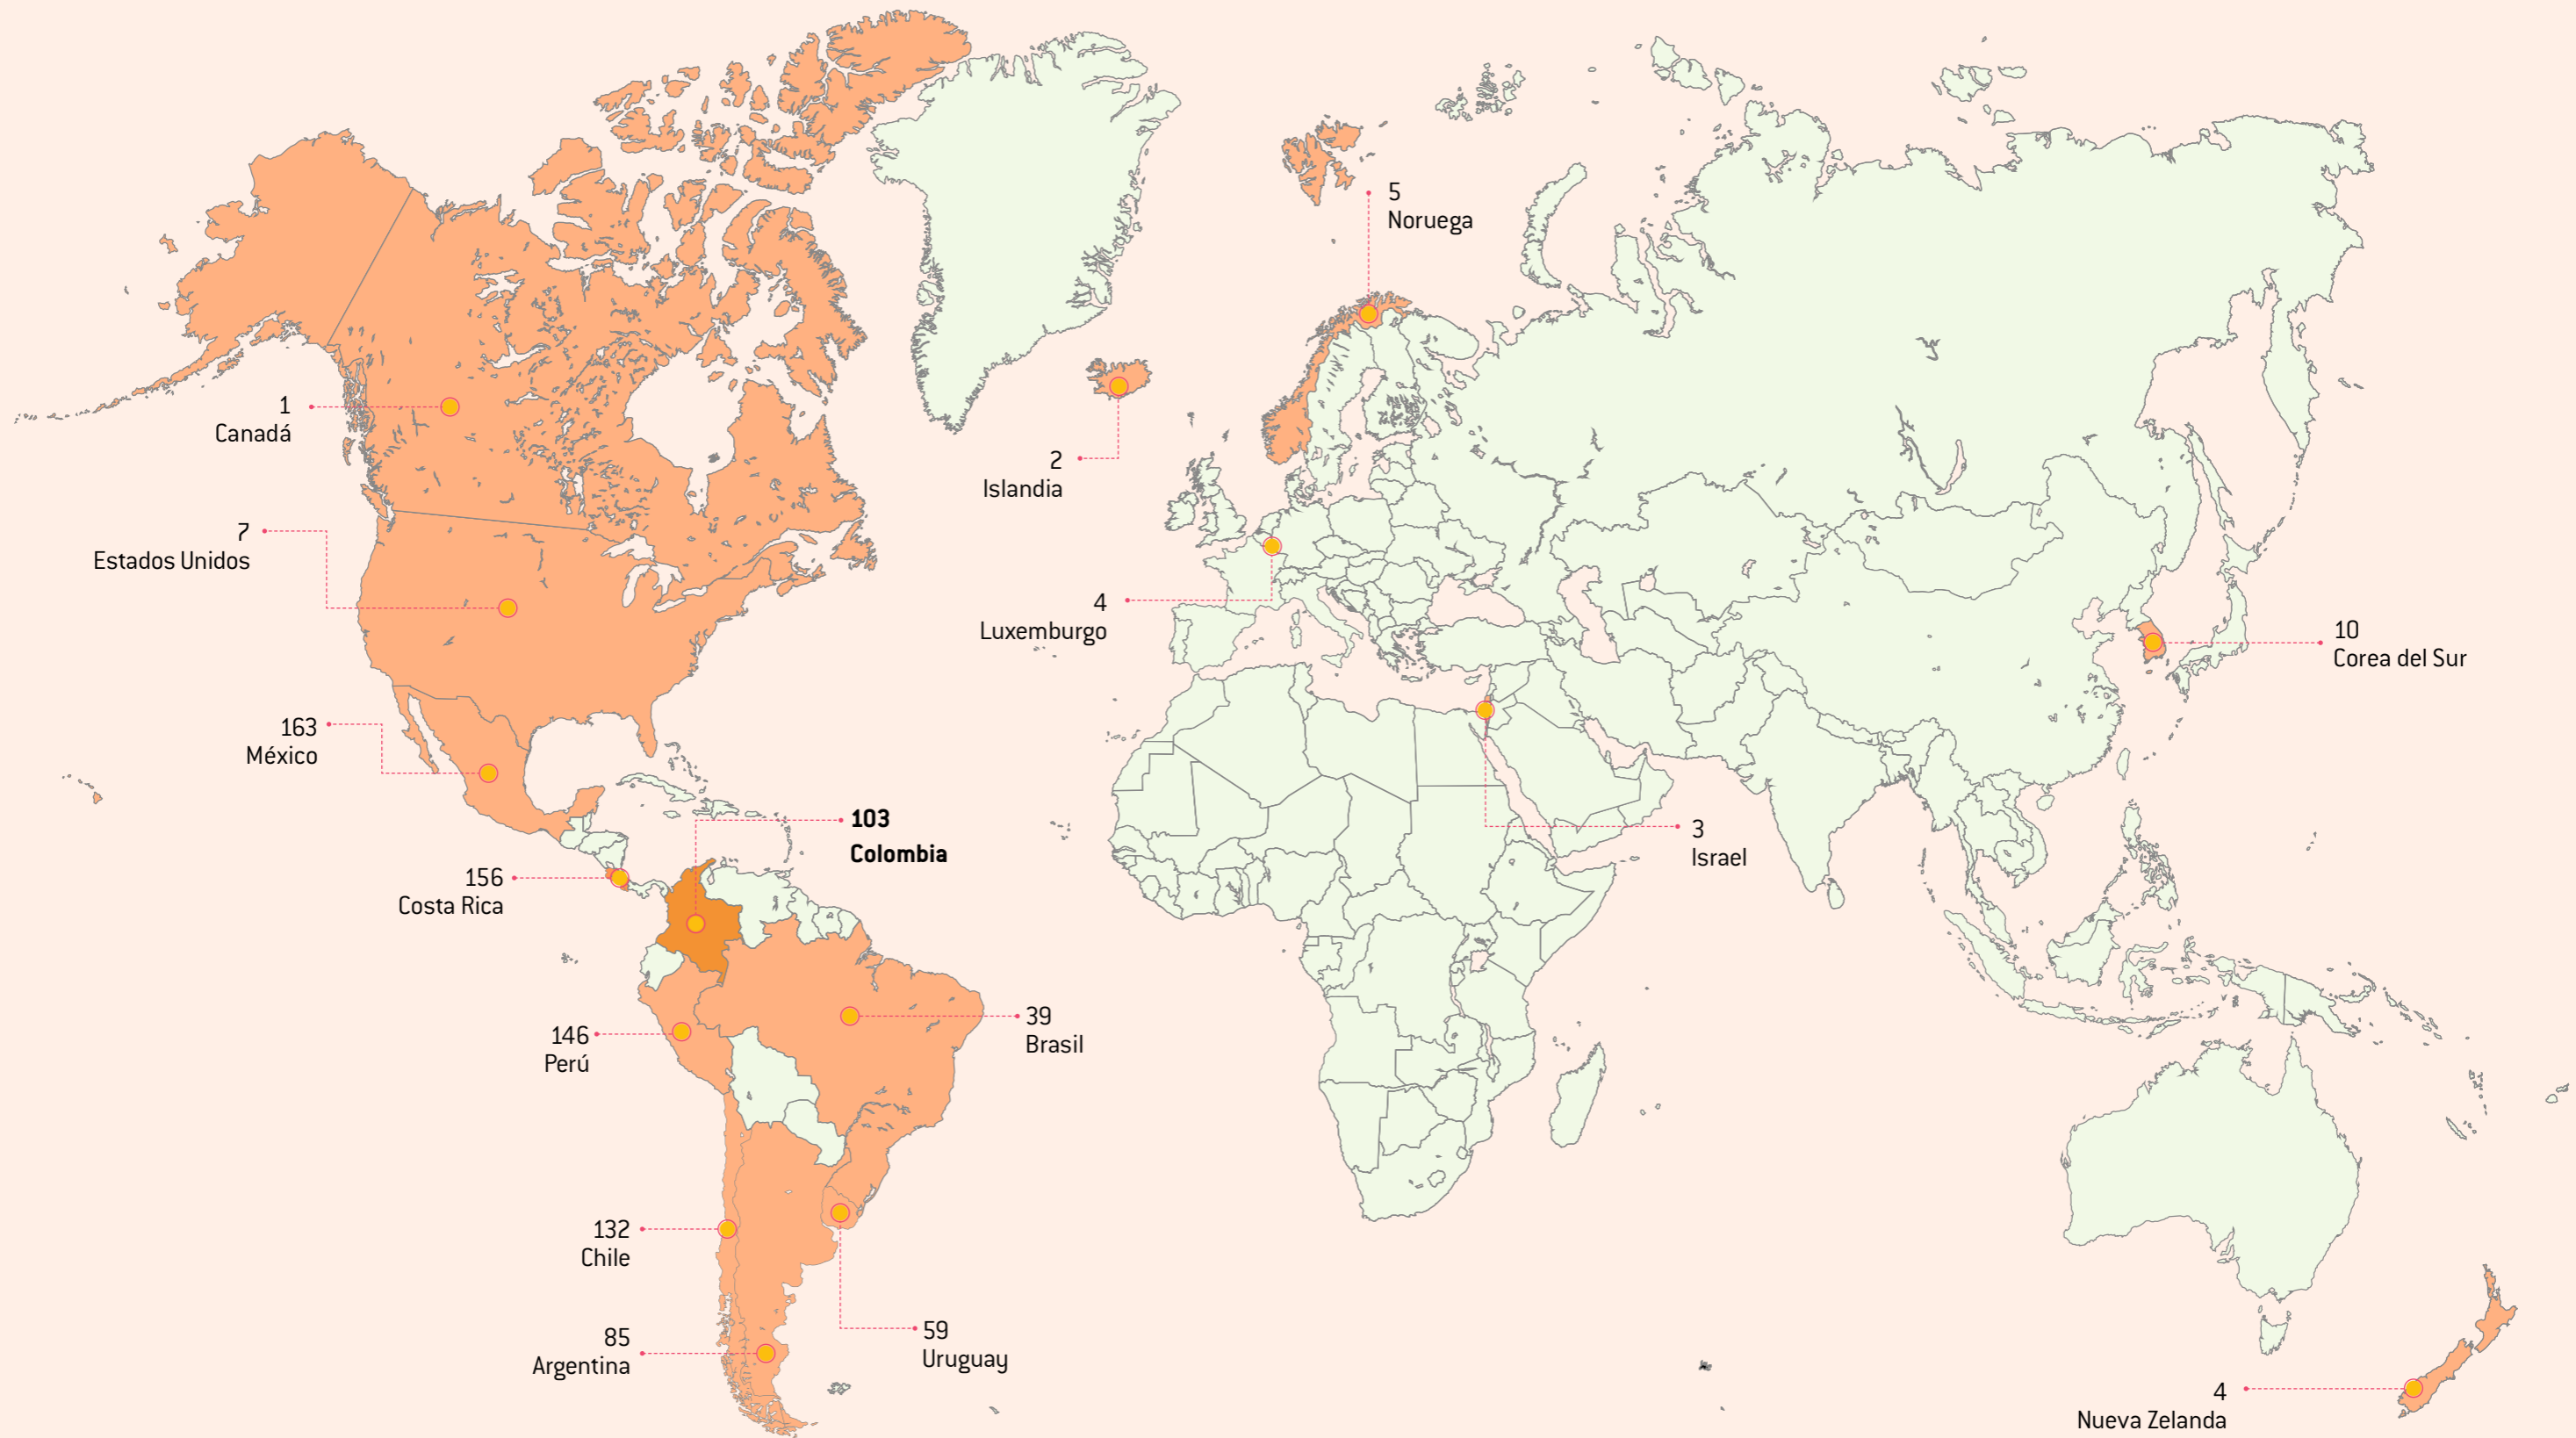 5
Noruega
1
Canadá
2
Islandia
7
Estados Unidos
4
Luxemburgo
10
Corea del Sur
163
México
103
Colombia
3
Israel
156
Costa Rica
39
Brasil
146
Perú
132
Chile
59
Uruguay
85
Argentina
4
Nueva Zelanda